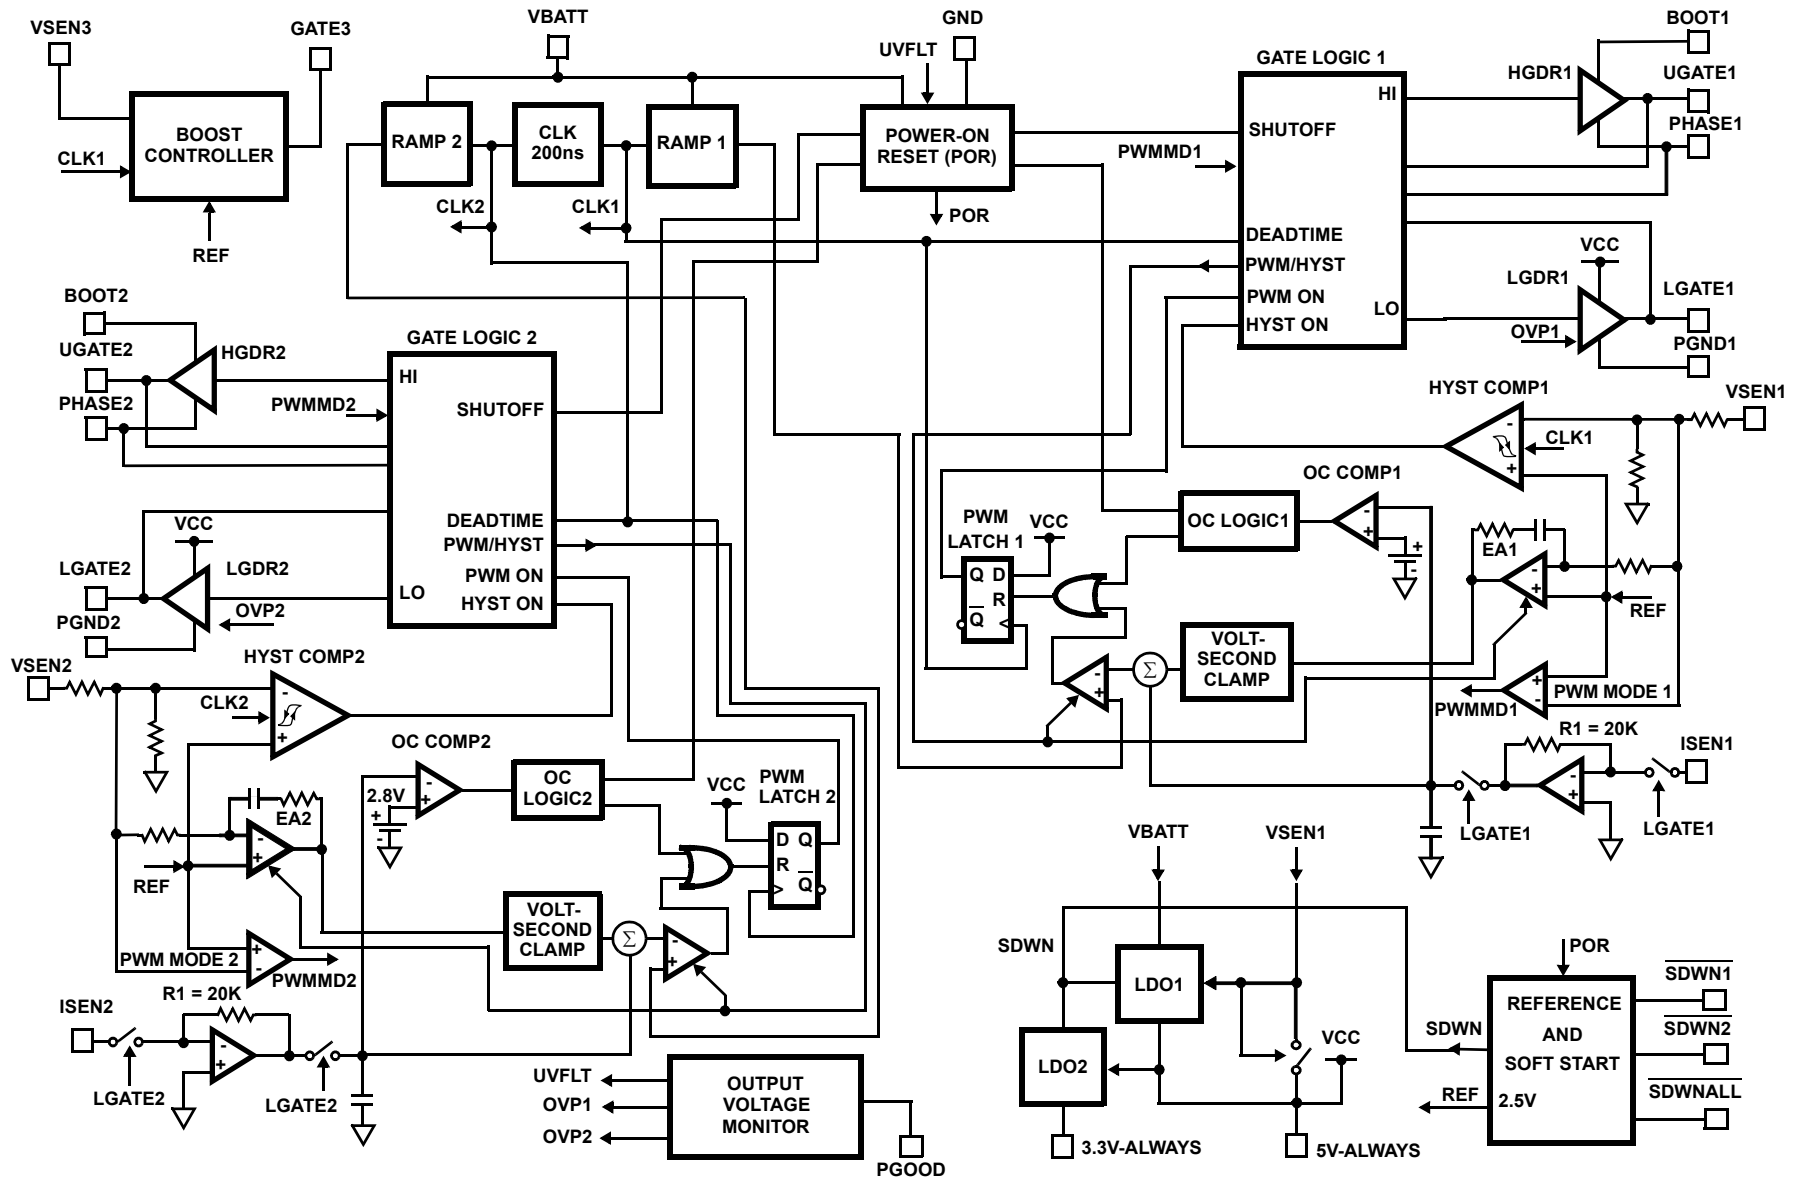 VSEN3
GATE3
BOOST
CONTROLLER
CLK1
REF
VBATT
RAMP 2
CLK
200ns
RAMP 1
CLK2
CLK1
GND
UVFLT
POWER-ON
RESET (POR)
POR
GATE LOGIC 1
HI
SHUTOFF
PWMMD1
DEADTIME
PWM/HYST
PWM ON
HYST ON
LO
BOOT1
HGDR1
UGATE1
PHASE1
VCC
LGDR1
LGATE1
OVP1
PGND1
BOOT2
UGATE2
HGDR2
PHASE2
PWMMD2
GATE LOGIC 2
HI
SHUTOFF
DEADTIME
PWM/HYST
PWM ON
HYST ON
LO
VCC
LGATE2
LGDR2
OVP2
PGND2
HYST COMP1
VSEN1
-
CLK1
+
OC COMP1
OC LOGIC1
-
+
+
-
PWM
LATCH 1
VCC
Q D
R
Q
<
EA1
-
+
REF
VOLT-
SECOND
CLAMP
Σ
-
+
+
-
PWM MODE 1
PWMMD1
R1 = 20K
ISEN1
-
+
LGATE1
LGATE1
VSEN2
HYST COMP2
-
CLK2
+
OC COMP2
2.8V
-
+
+
-
OC
LOGIC2
VCC
PWM
LATCH 2
D Q
R
>
Q
EA2
-
+
REF
VOLT-
SECOND
CLAMP
Σ
-
+
+
-
PWM MODE 2
PWMMD2
R1 = 20K
ISEN2
-
+
LGATE2
LGATE2
UVFLT
OVP1
OVP2
OUTPUT
VOLTAGE
MONITOR
PGOOD
VBATT
VSEN1
SDWN
LDO1
LDO2
VCC
3.3V-ALWAYS
5V-ALWAYS
POR
REFERENCE
AND
SOFT START
2.5V
SDWN
REF
SDWN1
SDWN2
SDWNALL